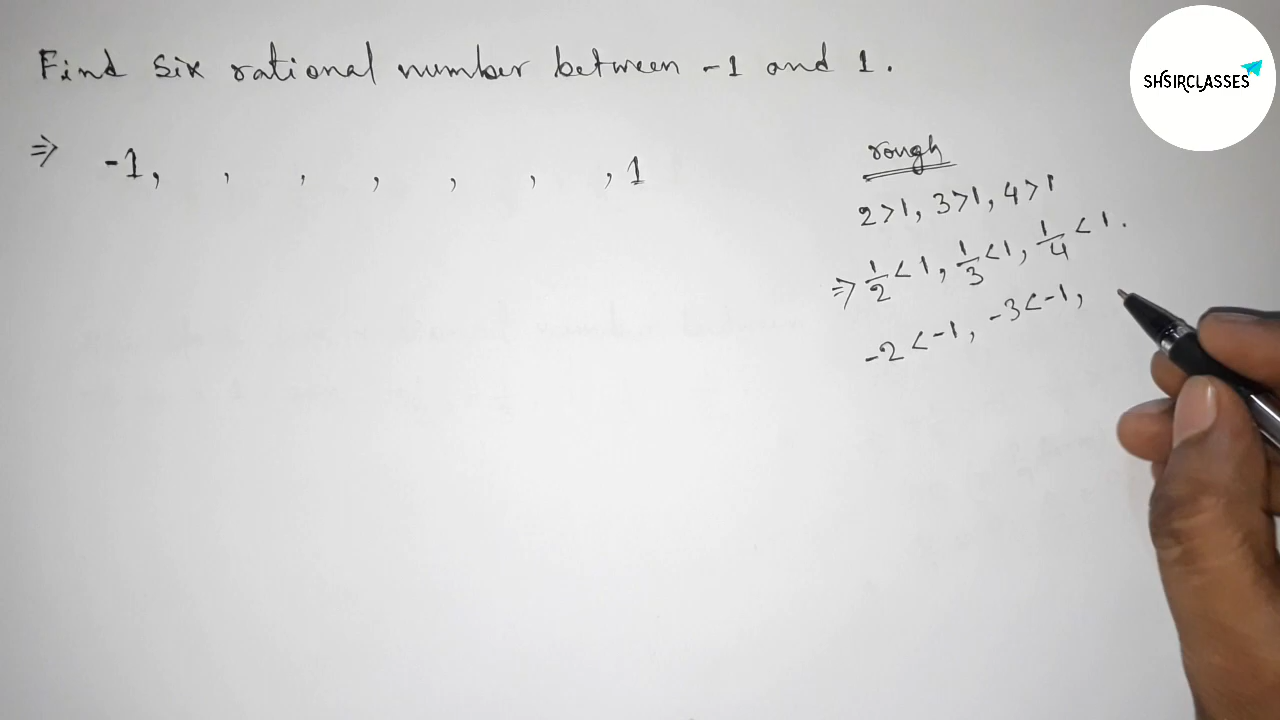 Find six rational number between -1 and 1.
SHSIRCLASSES
⇒ -1, , , , , , , 1
rough
2>1, 3>1, 4>1
⇒ 1/2 < 1, 1/3 < 1, 1/4 < 1.
-2 < -1, -3 < -1,